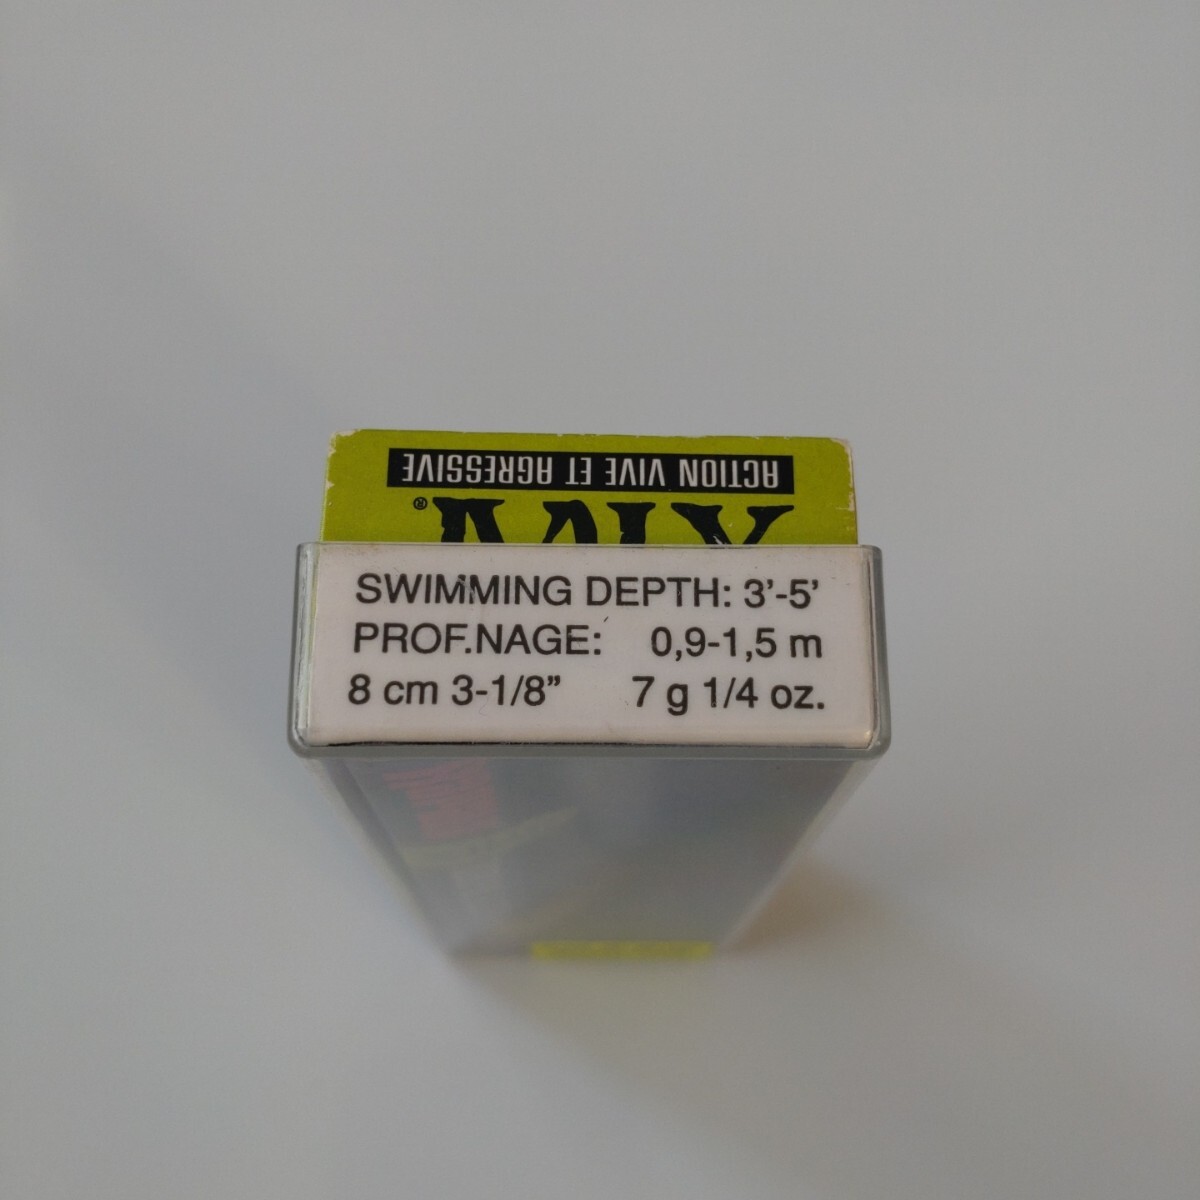 ACTION VIVE ET AGRESSIVE
®
SWIMMING DEPTH: 3'-5'
PROF.NAGE: 0,9-1,5 m
8 cm 3-1/8” 7 g 1/4 oz.